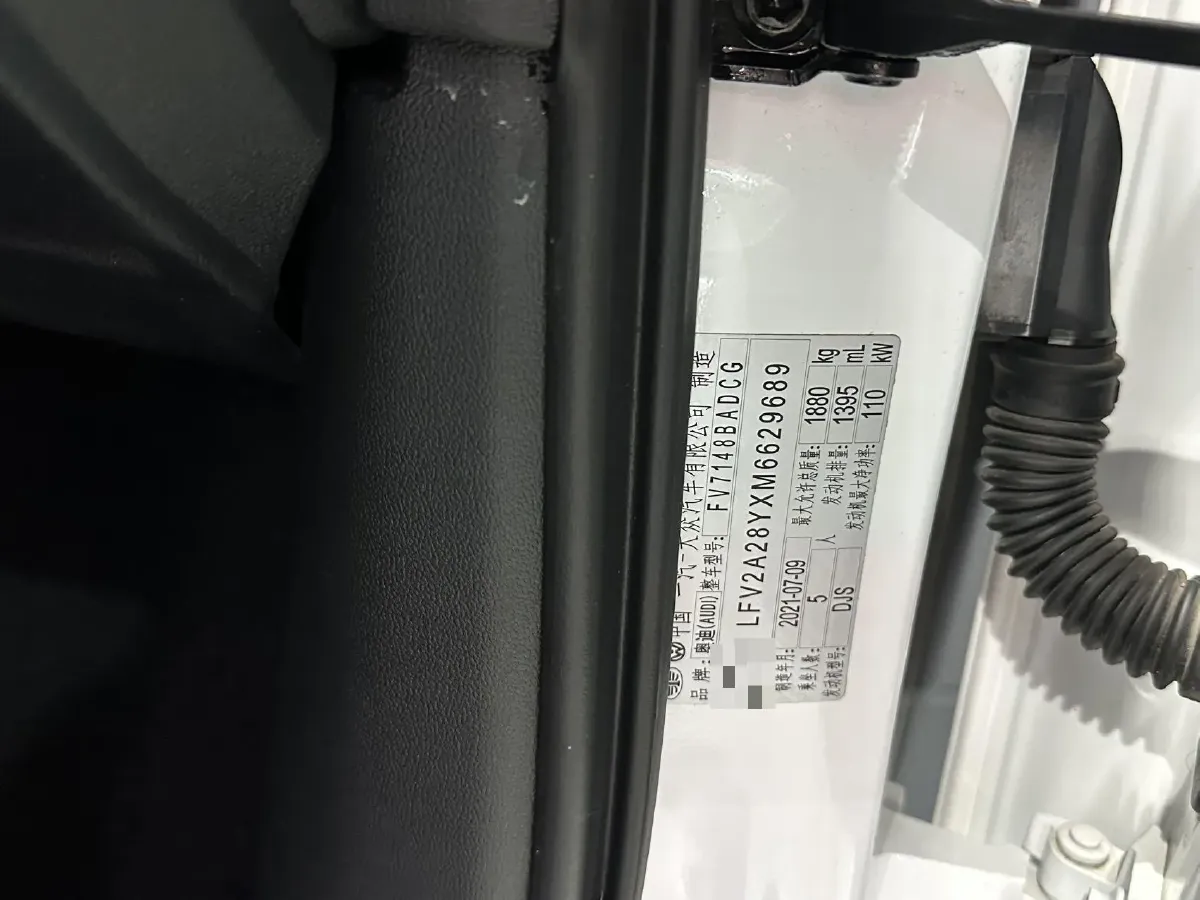 中国 一汽-大众汽车有限公司 制造
品牌: 奥迪(AUDI) 整车型号: FV7148BADCG
LFV2A28YXM6629689
制造年月: 2021-07-09 最大允许总质量: 1880 kg
乘坐人数: 5 人 发动机排量: 1395 mL
发动机型号: DJS 发动机最大净功率: 110 kW